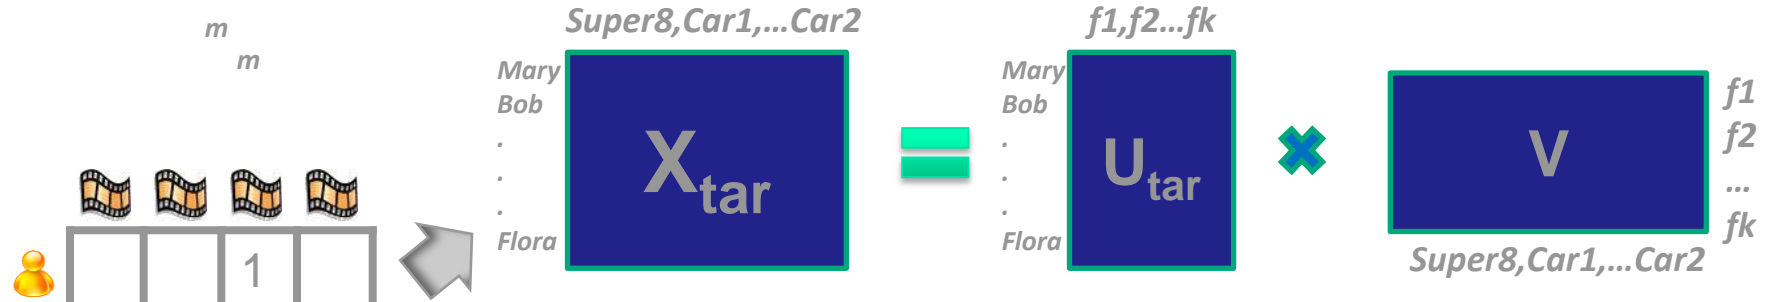 m
m
1
Super8,Car1,...Car2
Mary
Bob
.
.
.
Flora
Xtar
f1,f2...fk
Mary
Bob
.
.
.
Flora
Utar
V
f1
f2
...
fk
Super8,Car1,...Car2